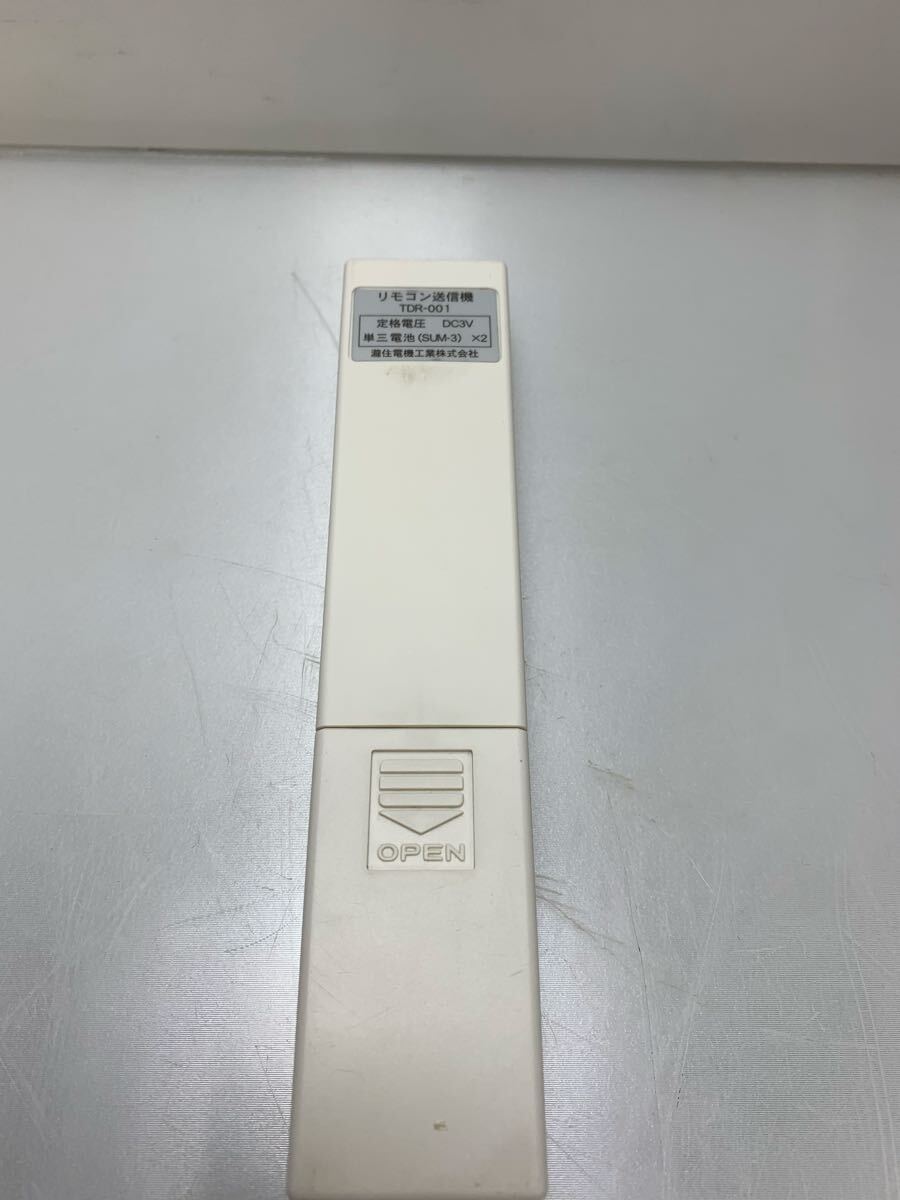 リモコン送信機
TDR-001
定格電圧 DC3V
単三電池(SUM-3) ×2
瀧住電機工業株式会社
OPEN